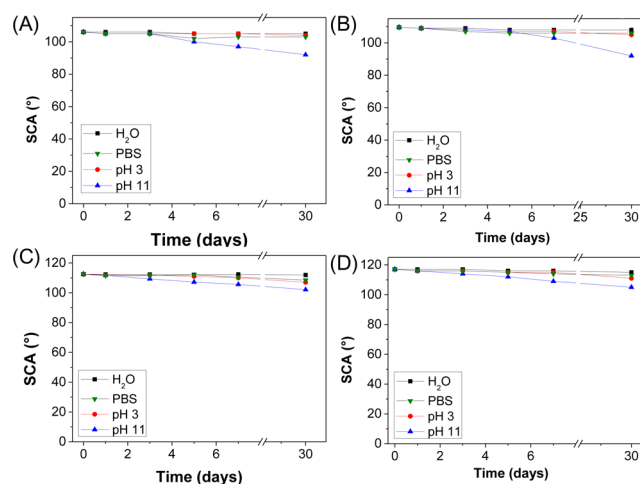 (A)
SCA (°)
100
80
60
40
20
0
H₂O
PBS
pH 3
pH 11
0 2 4 6 8 30
Time (days)
(B)
SCA (°)
100
80
60
40
20
0
H₂O
PBS
pH 3
pH 11
0 2 4 6 25 30
Time (days)
(C)
SCA (°)
120
100
80
60
40
20
0
H₂O
PBS
pH 3
pH 11
0 2 4 6 30
Time (days)
(D)
SCA (°)
120
100
80
60
40
20
0
H₂O
PBS
pH 3
pH 11
0 2 4 6 8 30
Time (days)